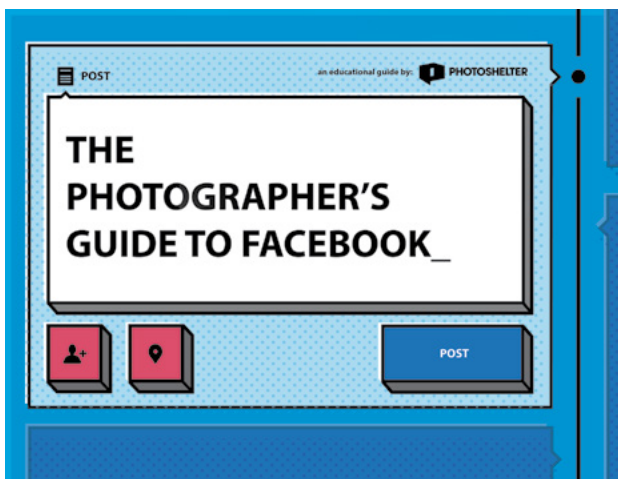 POST
an educational guide by: PHOTOSHELTER
THE
PHOTOGRAPHER'S
GUIDE TO FACEBOOK_
POST